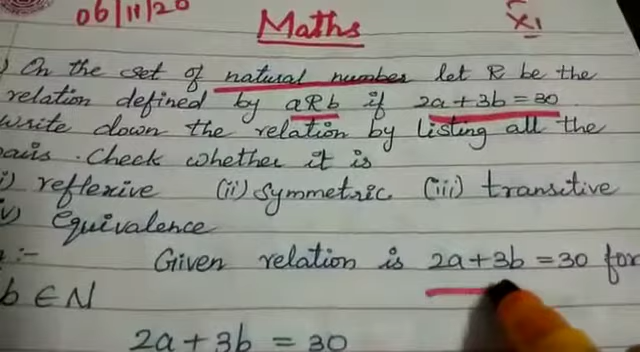 06/11/20
Maths
XI
On the set of natural number let R be the
relation defined by aRb if 2a + 3b = 30
write down the relation by listing all the
pairs. Check whether it is
i) reflexive (ii) Symmetric (iii) transitive
iv) Equivalence
:- Given relation is 2a+3b = 30 for
b ∈ N
2a + 3b = 30